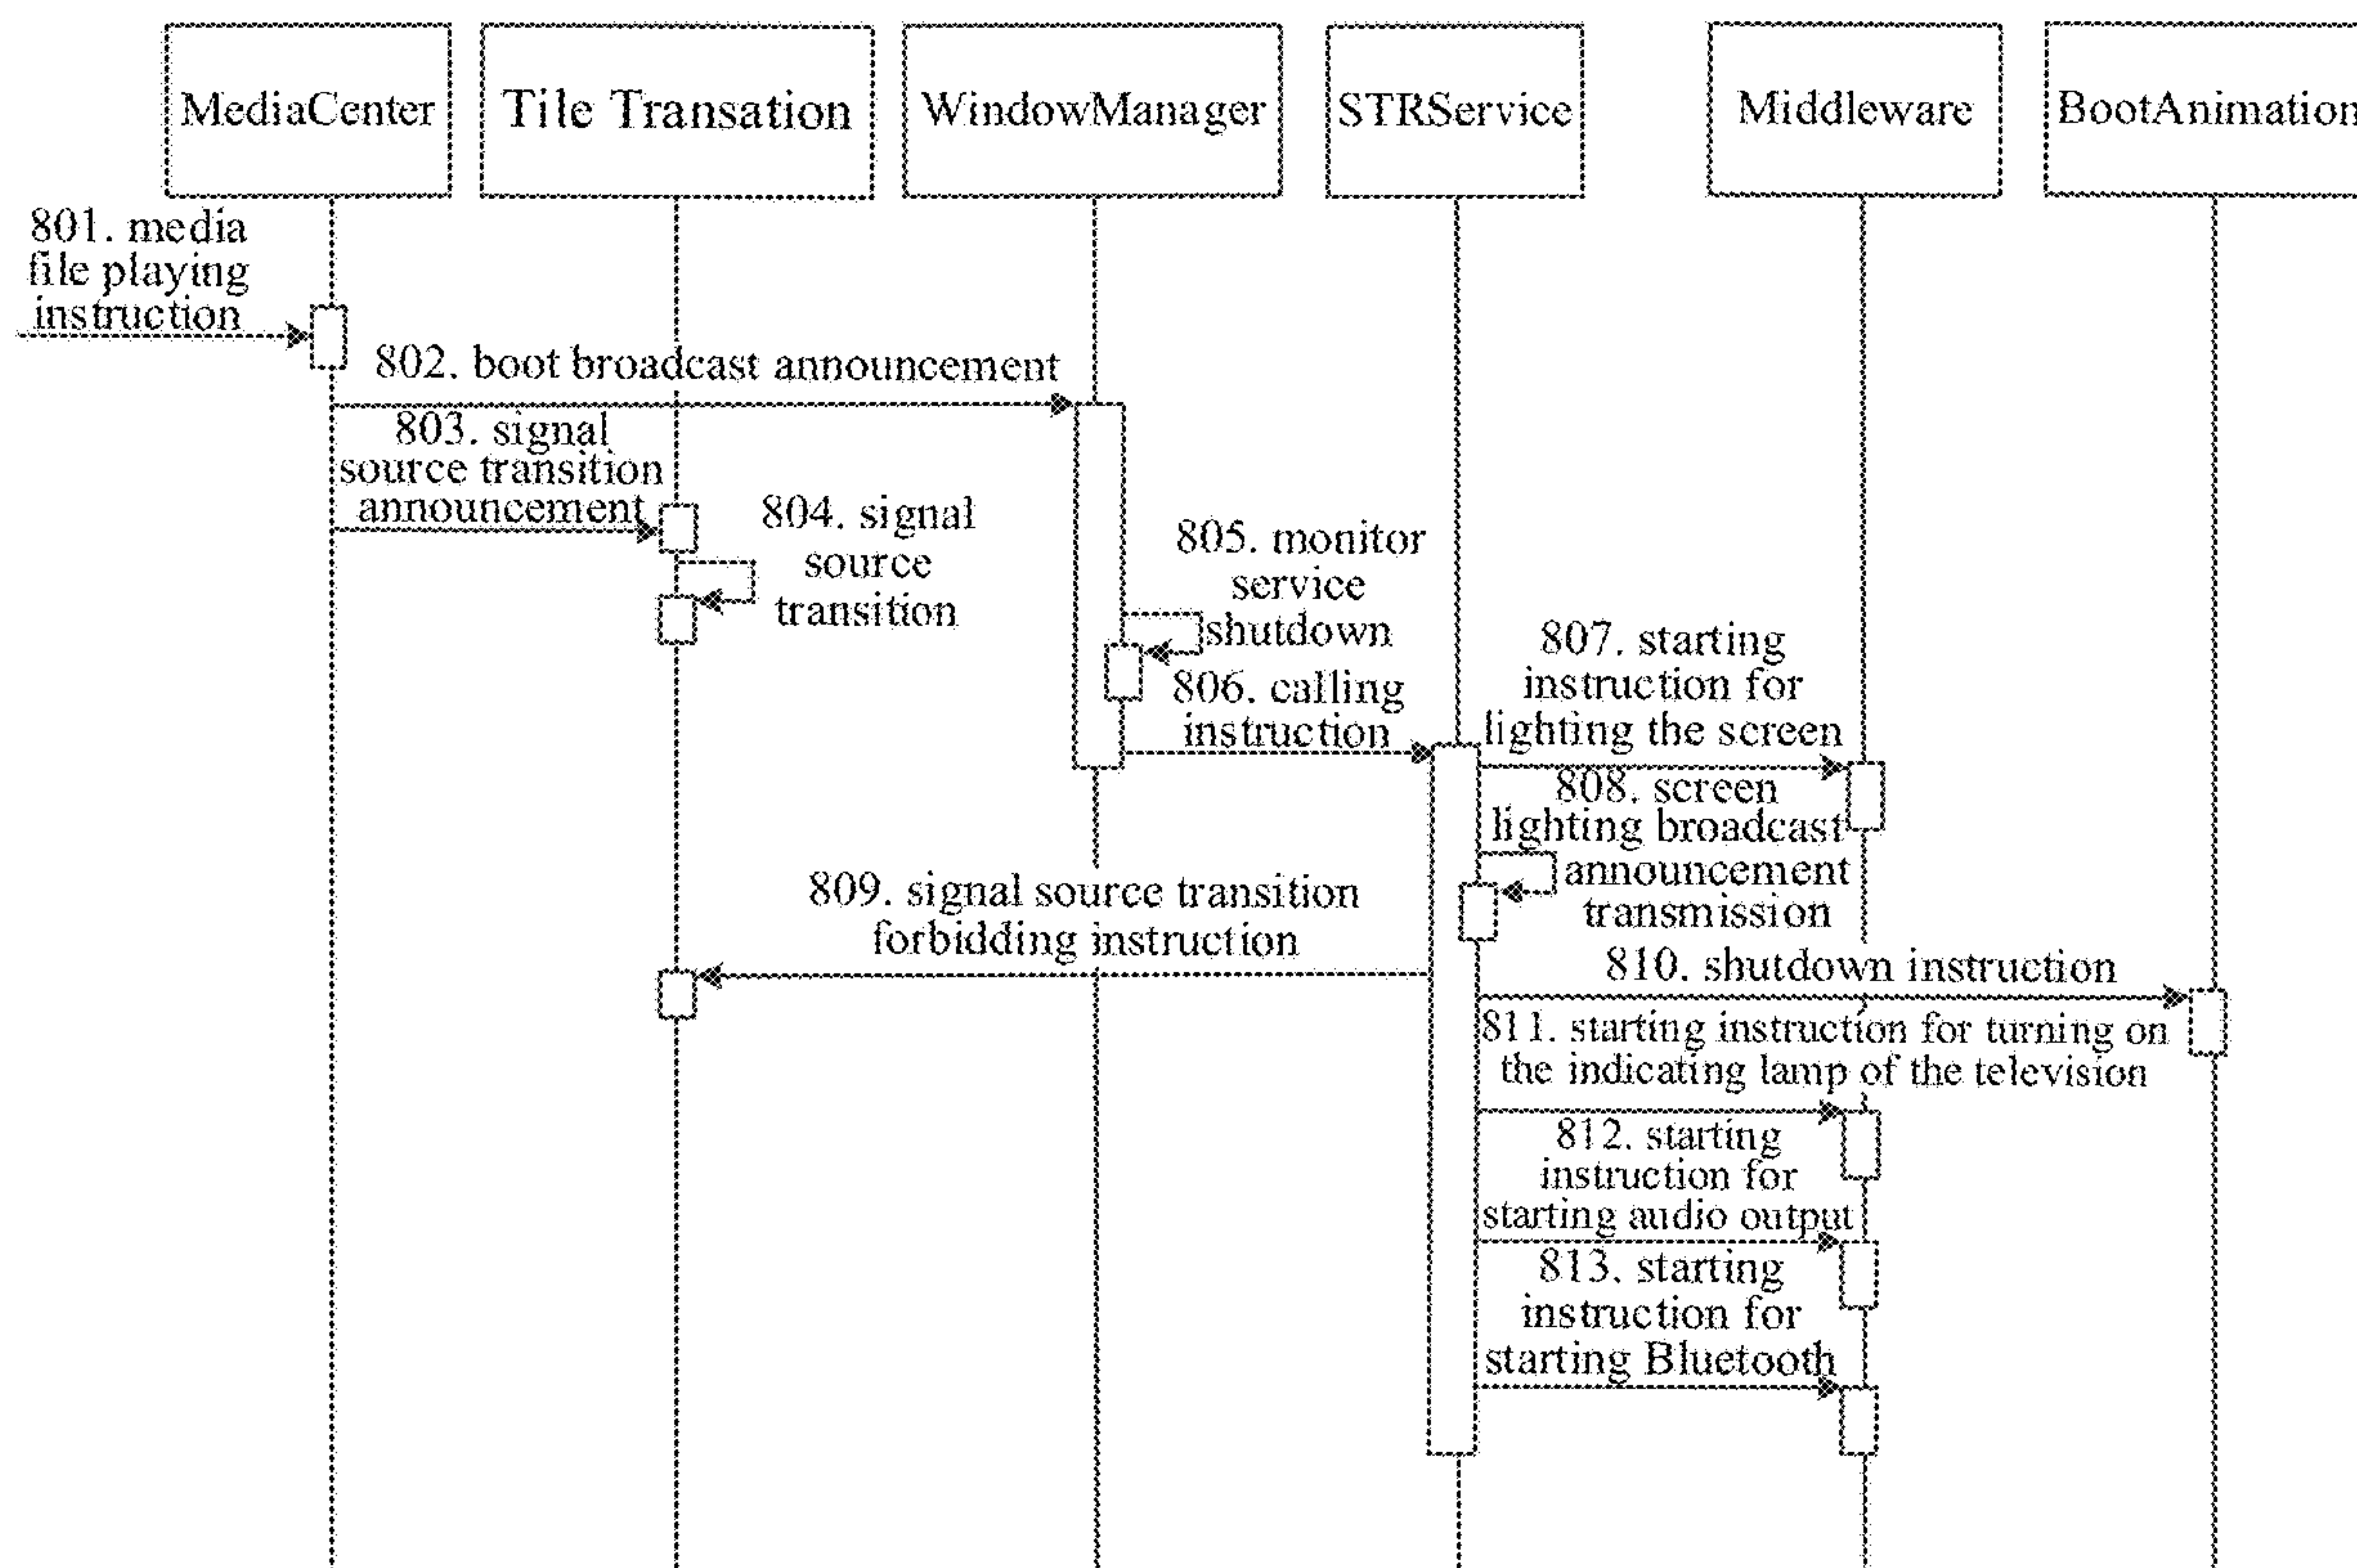 MediaCenter
Tile Transation
WindowManager
STRService
Middleware
BootAnimation
801. media
file playing
instruction
802. boot broadcast announcement
803. signal
source transition
announcement
804. signal
source
transition
805. monitor
service
shutdown
806. calling
instruction
807. starting
instruction for
lighting the screen
808. screen
lighting broadcast
announcement
transmission
809. signal source transition
forbidding instruction
810. shutdown instruction
811. starting instruction for turning on
the indicating lamp of the television
812. starting
instruction for
starting audio output
813. starting
instruction for
starting Bluetooth